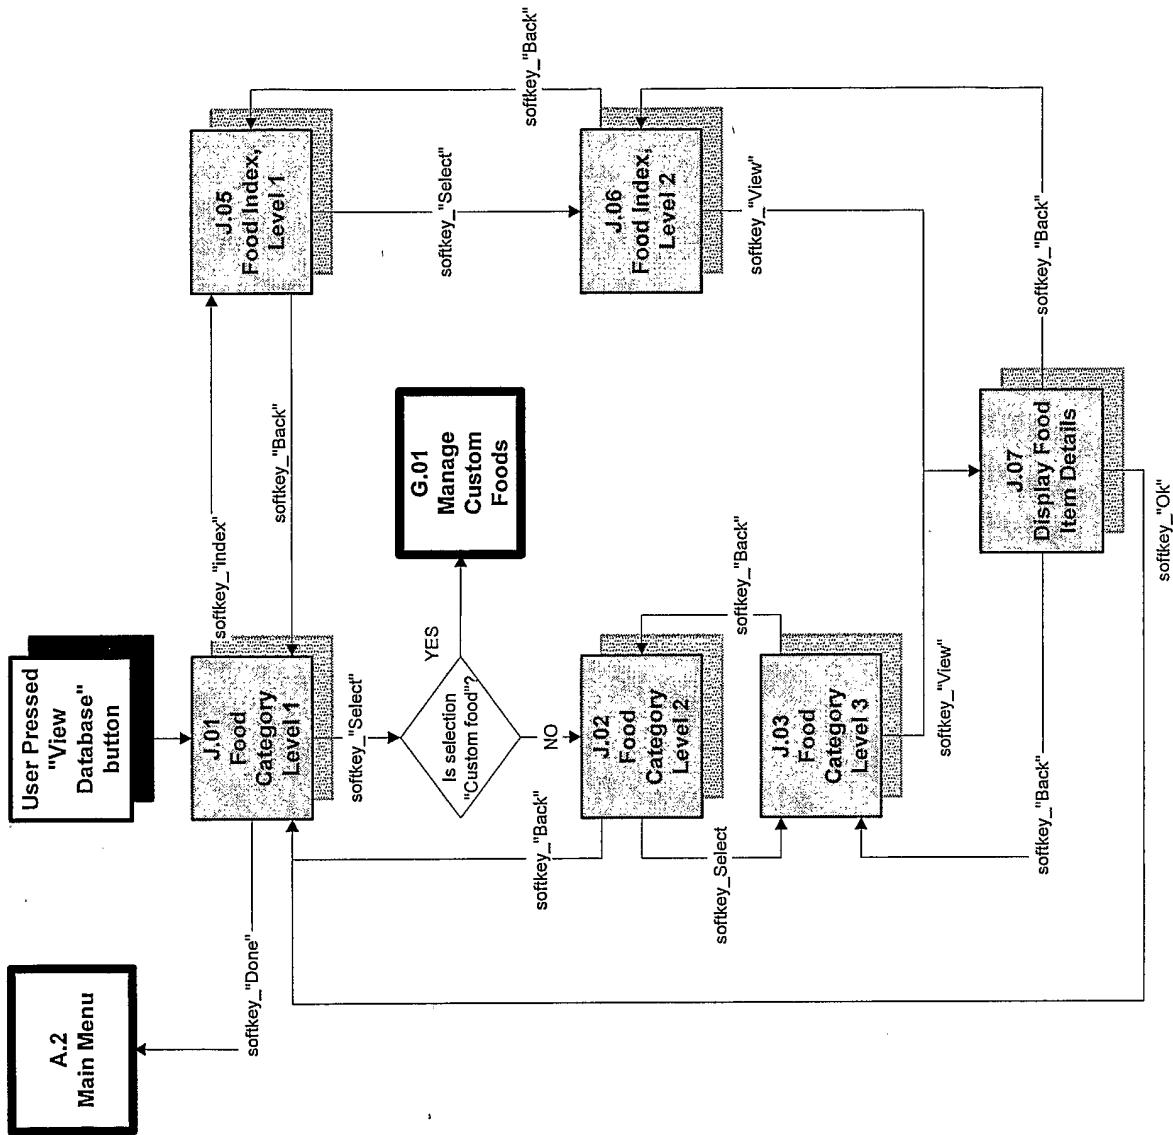 A.2
Main Menu
User Pressed
"View
Database"
button
softkey_"Done"
J.01
Food
Category
Level 1
softkey_"index"
softkey_"Back"
J.05
Food Index,
Level 1
softkey_"Back"
softkey_"Select"
softkey_"Select"
Is selection
"Custom food"?
YES
NO
G.01
Manage
Custom
Foods
softkey_"Back"
J.02
Food
Category
Level 2
softkey_"Back"
softkey_Select
J.03
Food
Category
Level 3
softkey_"View"
J.06
Food Index,
Level 2
softkey_"View"
softkey_"Back"
J.07
Display Food
Item Details
softkey_"Back"
softkey_"Ok"